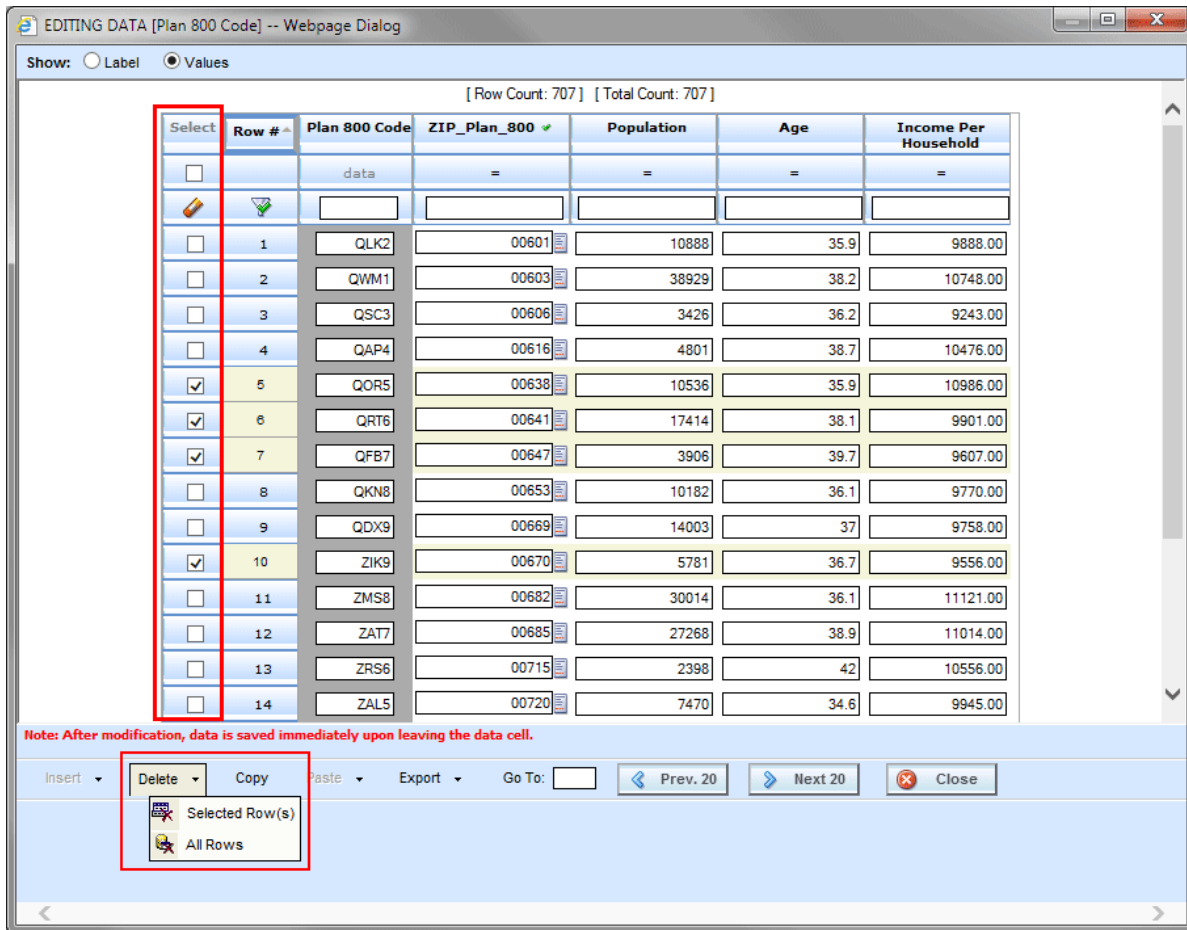 EDITING DATA [Plan 800 Code] -- Webpage Dialog
Show: Label Values
[ Row Count: 707 ] [ Total Count: 707 ]
Select Row # Plan 800 Code ZIP_Plan_800 Population Age Income Per Household
data = = = =
1 QLK2 00601 10888 35.9 9888.00
2 QWM1 00603 38929 38.2 10748.00
3 QSC3 00606 3426 36.2 9243.00
4 QAP4 00616 4801 38.7 10476.00
5 QOR5 00638 10536 35.9 10986.00
6 QRT6 00641 17414 38.1 9901.00
7 QFB7 00647 3906 39.7 9607.00
8 QKN8 00653 10182 36.1 9770.00
9 QDX9 00669 14003 37 9758.00
10 ZIK9 00670 5781 36.7 9556.00
11 ZMS8 00682 30014 36.1 11121.00
12 ZAT7 00685 27268 38.9 11014.00
13 ZRS6 00715 2398 42 10556.00
14 ZAL5 00720 7470 34.6 9945.00
Note: After modification, data is saved immediately upon leaving the data cell.
Insert Delete Copy Paste Export Go To: Prev. 20 Next 20 Close
Selected Row(s)
All Rows